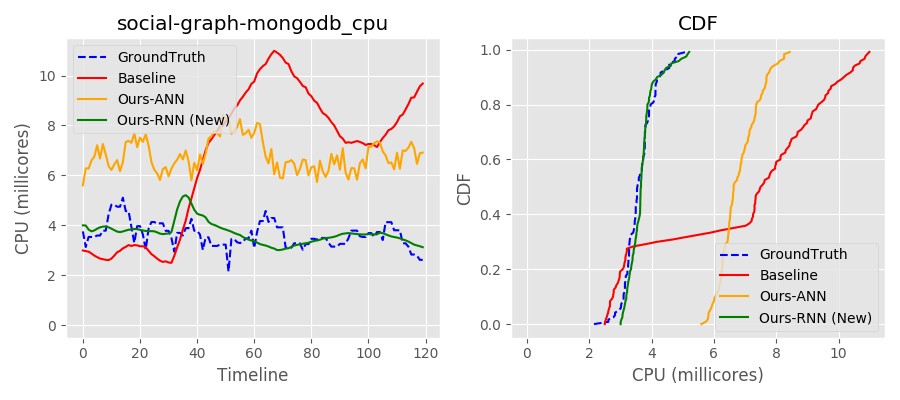 social-graph-mongodb_cpu
GroundTruth
Baseline
Ours-ANN
Ours-RNN (New)
CPU (millicores)
10
8
6
4
2
0
0
20
40
60
80
100
120
Timeline
CDF
CDF
1.0
0.8
0.6
0.4
0.2
0.0
GroundTruth
Baseline
Ours-ANN
Ours-RNN (New)
0
2
4
6
8
10
CPU (millicores)